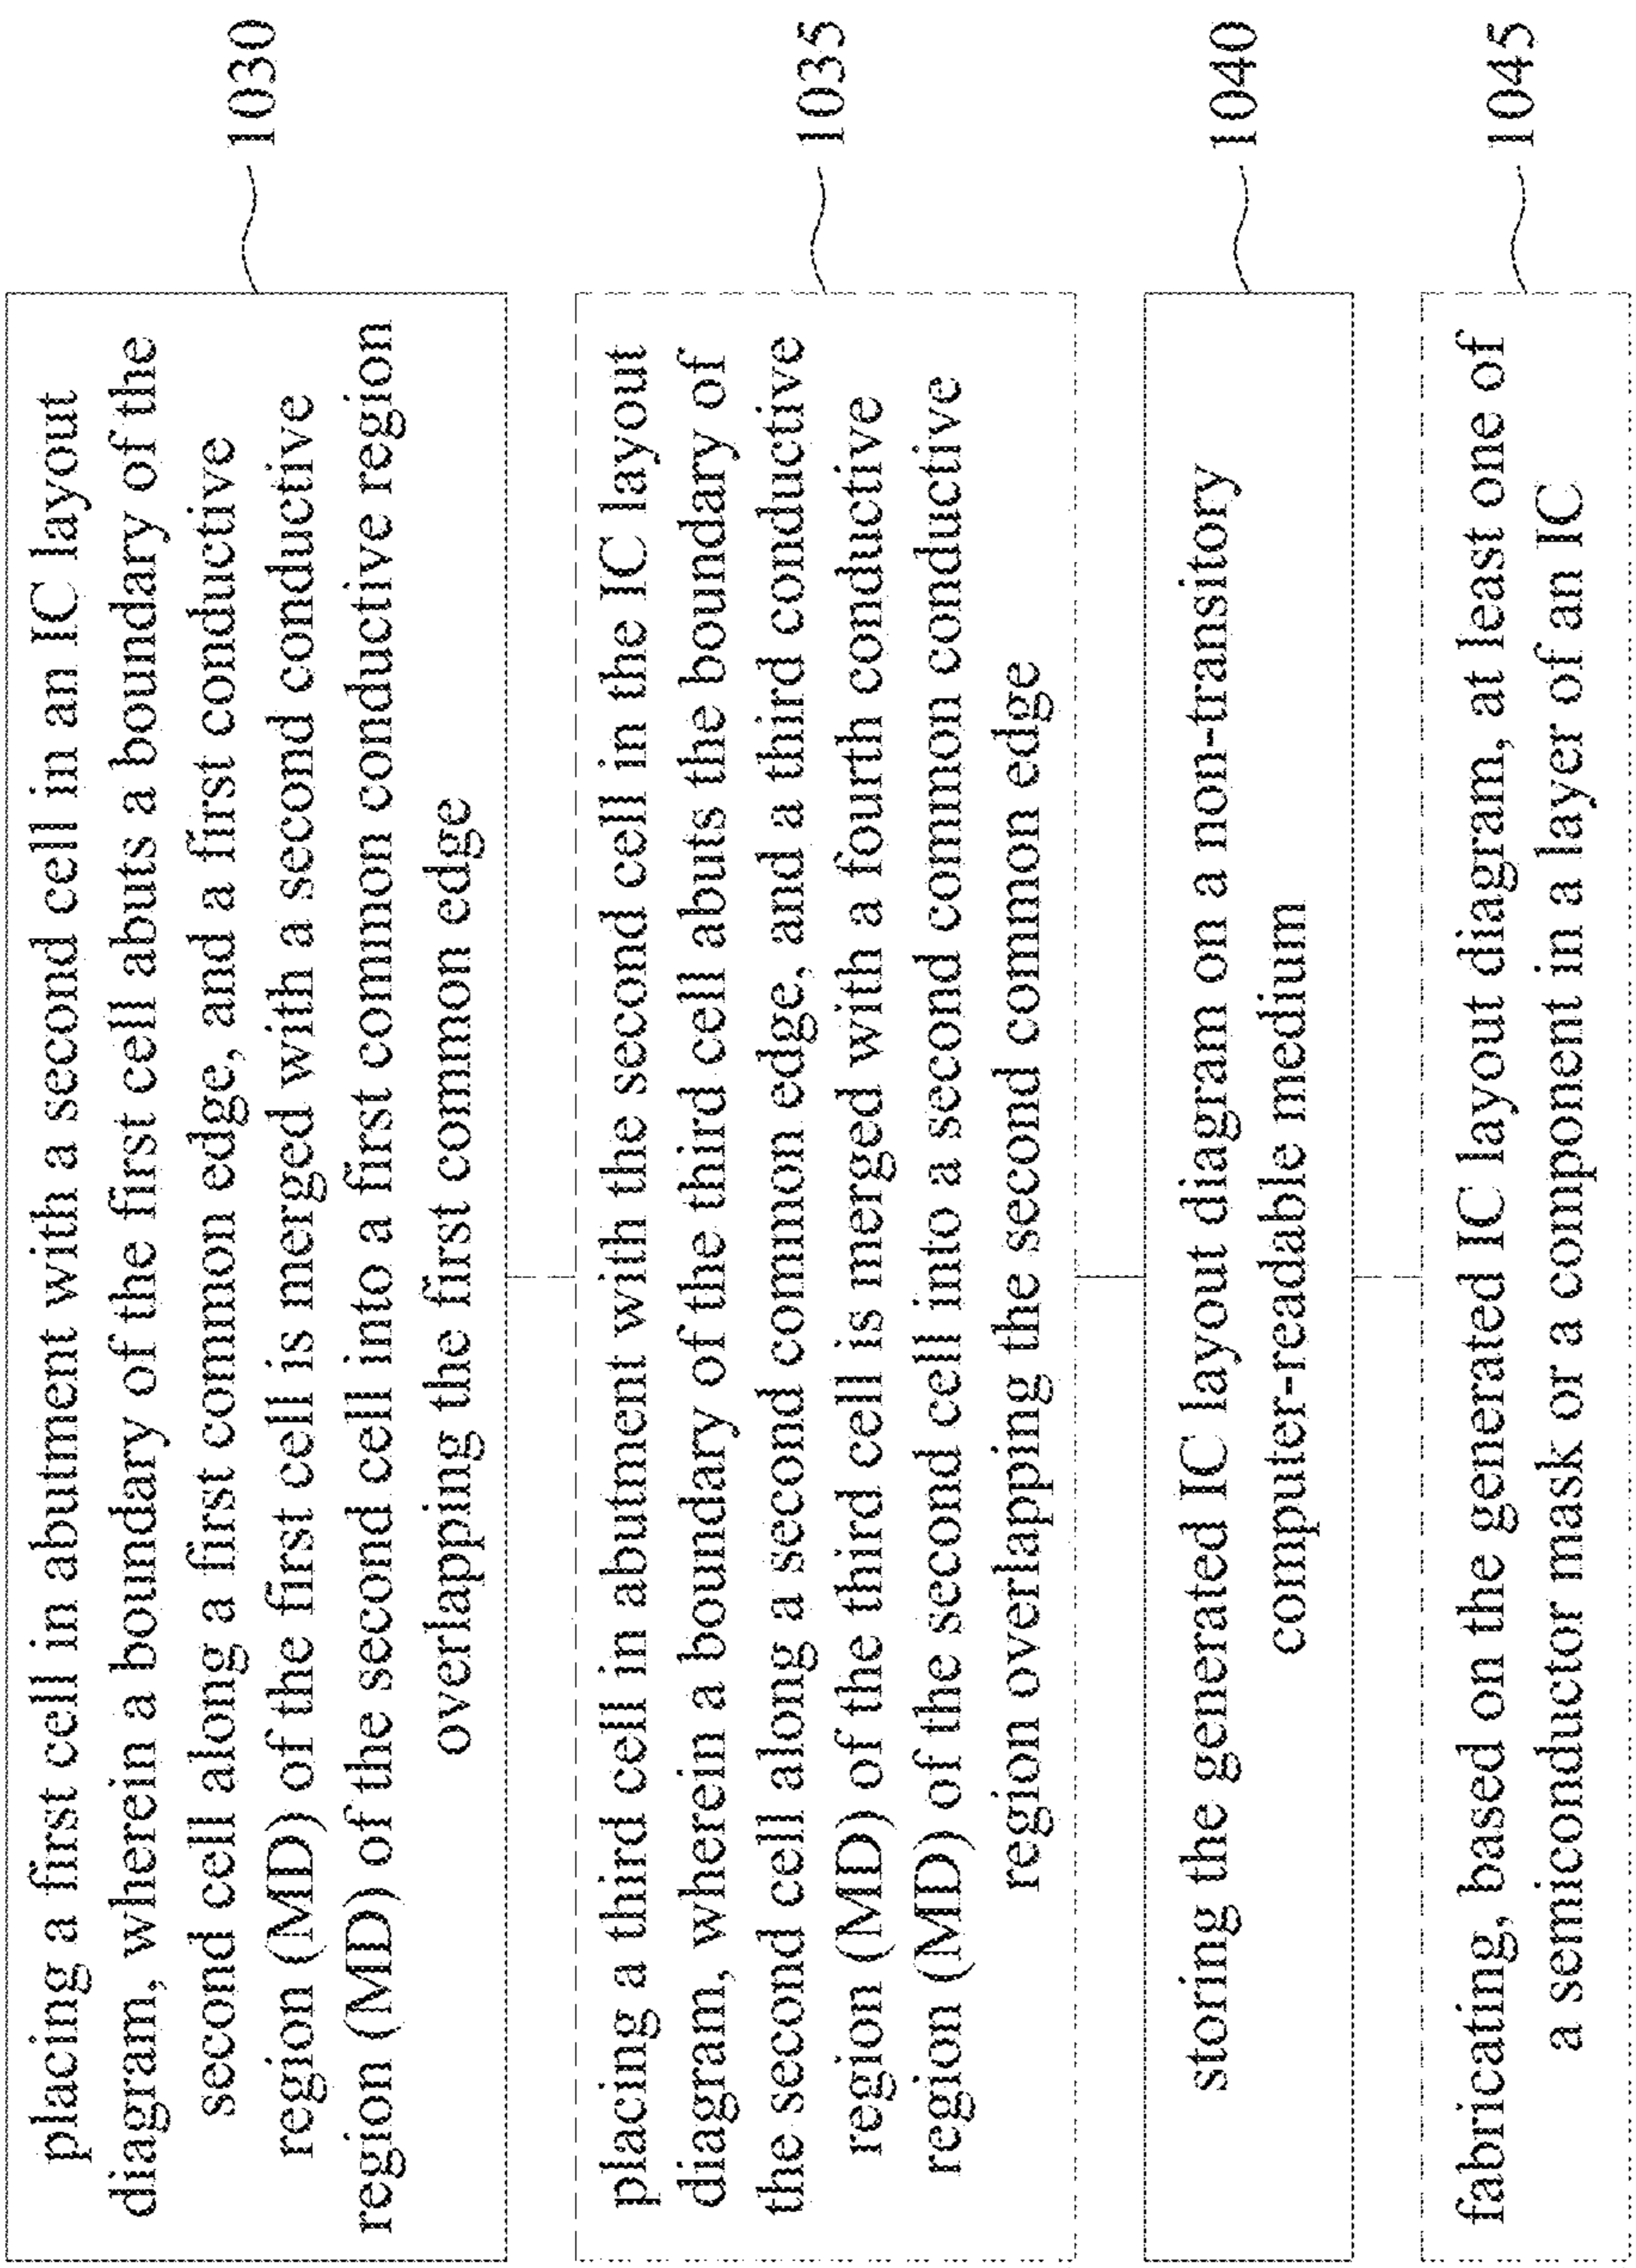 placing a first cell in abutment with a second cell in an IC layout
diagram, wherein a boundary of the first cell abuts a boundary of the
second cell along a first common edge, and a first conductive
region (MD) of the first cell is merged with a second conductive
region (MD) of the second cell into a first common conductive region
overlapping the first common edge
1030
placing a third cell in abutment with the second cell in the IC layout
diagram, wherein a boundary of the third cell abuts the boundary of
the second cell along a second common edge, and a third conductive
region (MD) of the third cell is merged with a fourth conductive
region (MD) of the second cell into a second common conductive
region overlapping the second common edge
1035
storing the generated IC layout diagram on a non-transitory
computer-readable medium
1040
fabricating, based on the generated IC layout diagram, at least one of
a semiconductor mask or a component in a layer of an IC
1045